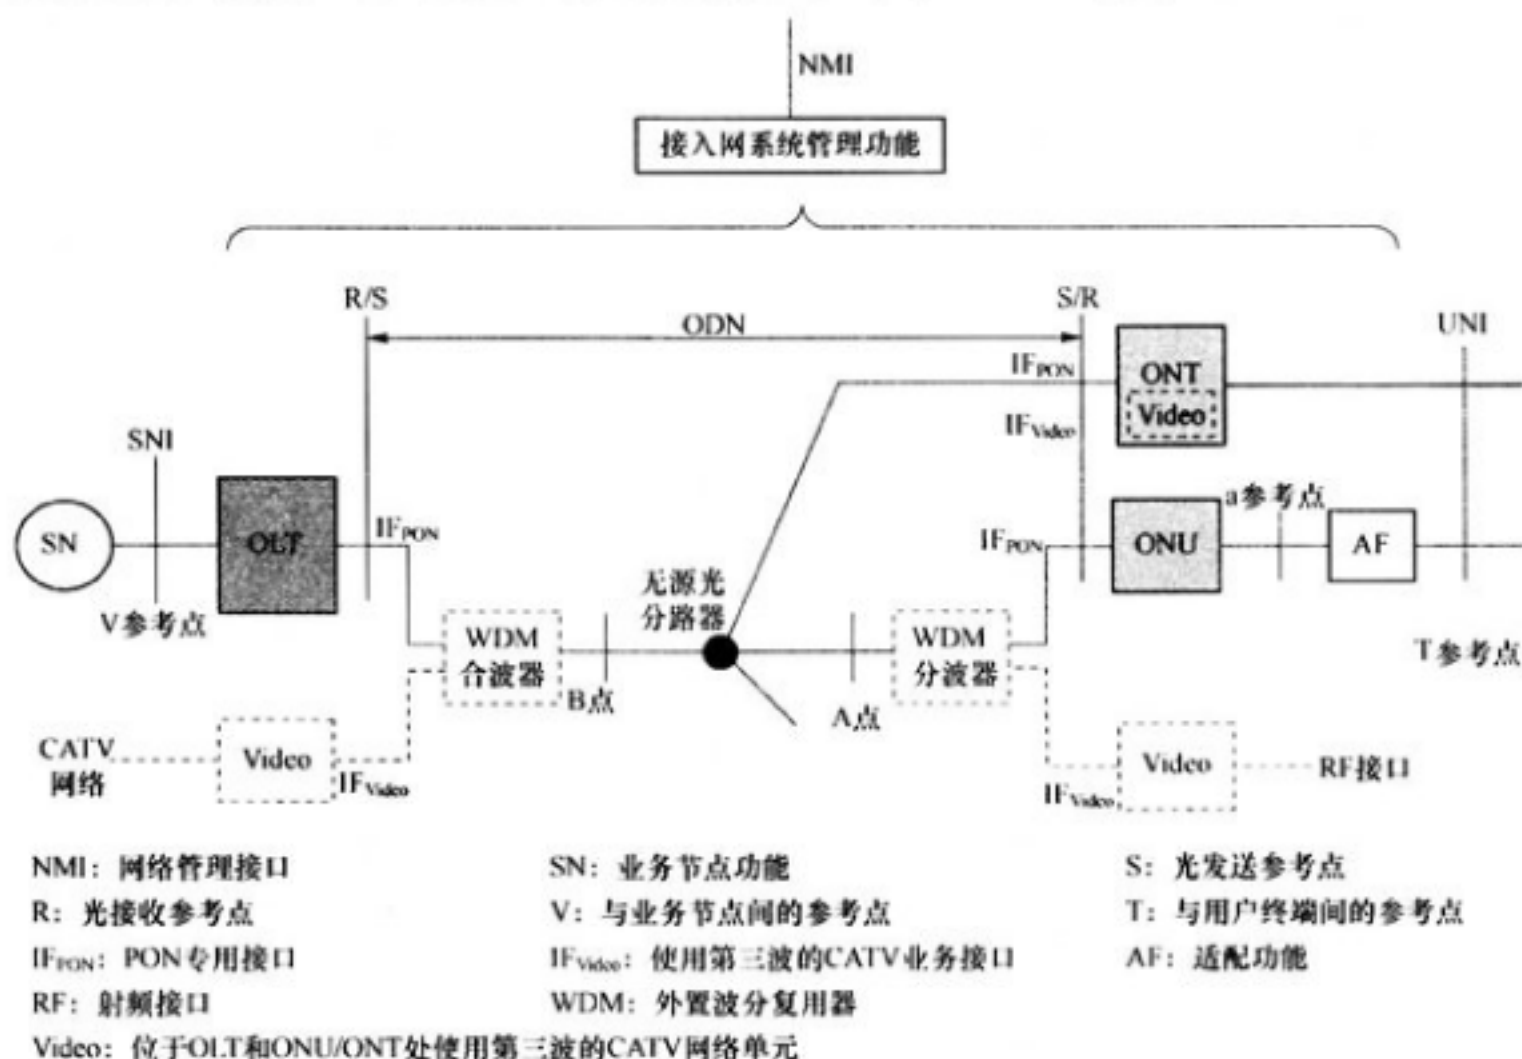 NMI
接入网系统管理功能
R/S
S/R
ODN
UNI
IF_PON
ONT
Video
IF_Video
SNI
a参考点
SN
OLT
IF_PON
IF_PON
ONU
AF
V参考点
无源光
分路器
WDM
合波器
WDM
分波器
T参考点
B点
A点
CATV
网络
Video
IF_Video
Video
RF接口
IF_Video
NMI：网络管理接口
SN：业务节点功能
S：光发送参考点
R：光接收参考点
V：与业务节点间的参考点
T：与用户终端间的参考点
IF_PON：PON专用接口
IF_Video：使用第三波的CATV业务接口
AF：适配功能
RF：射频接口
WDM：外置波分复用器
Video：位于OLT和ONU/ONT处使用第三波的CATV网络单元